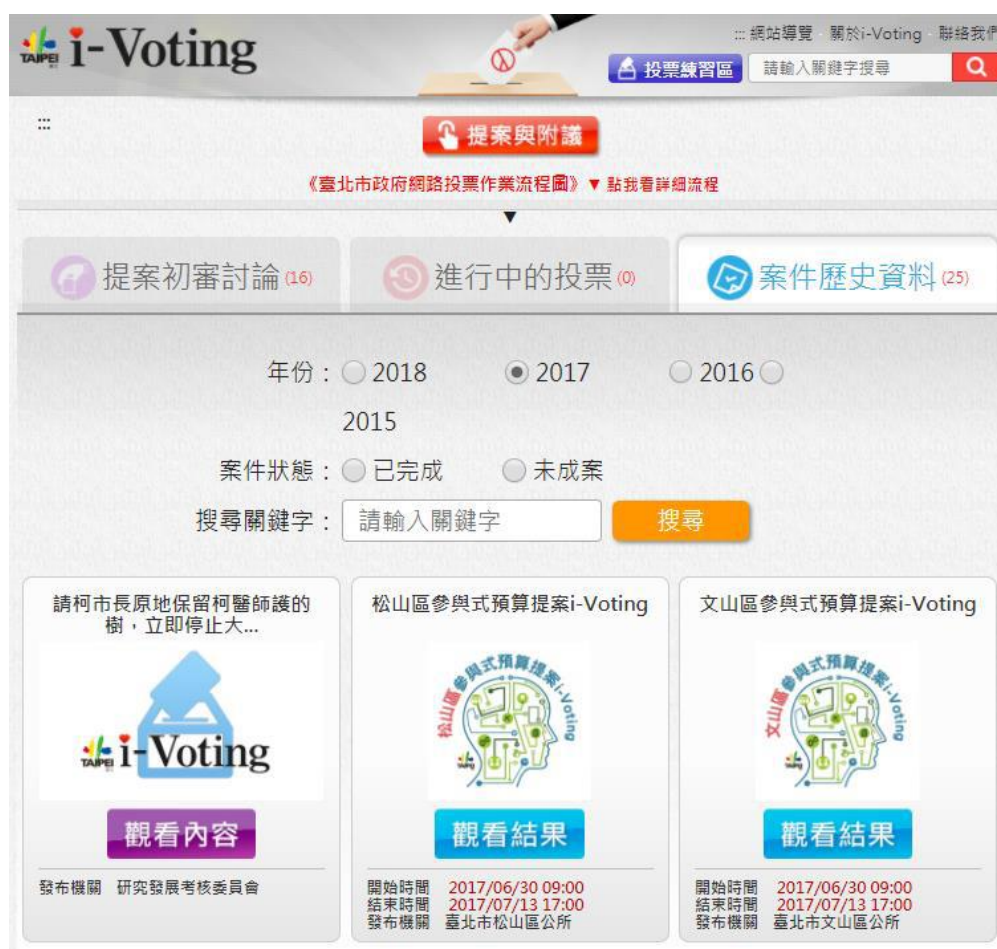 TAIPEI i-Voting
::: 網站導覽 關於i-Voting 聯絡我們
投票練習區 請輸入關鍵字搜尋
:::
提案與附議
《臺北市政府網路投票作業流程圖》▼ 點我看詳細流程
▼
提案初審討論 (16) 進行中的投票 (0) 案件歷史資料 (25)
年份： 2018 2017 2016
2015
案件狀態： 已完成 未成案
搜尋關鍵字： 請輸入關鍵字 搜尋
請柯市長原地保留柯醫師護的
樹，立即停止大...
TAIPEI i-Voting
觀看內容
發布機關 研究發展考核委員會
松山區參與式預算提案i-Voting
松山區參與式預算提案i-Voting
觀看結果
開始時間 2017/06/30 09:00
結束時間 2017/07/13 17:00
發布機關 臺北市松山區公所
文山區參與式預算提案i-Voting
文山區參與式預算提案i-Voting
觀看結果
開始時間 2017/06/30 09:00
結束時間 2017/07/13 17:00
發布機關 臺北市文山區公所